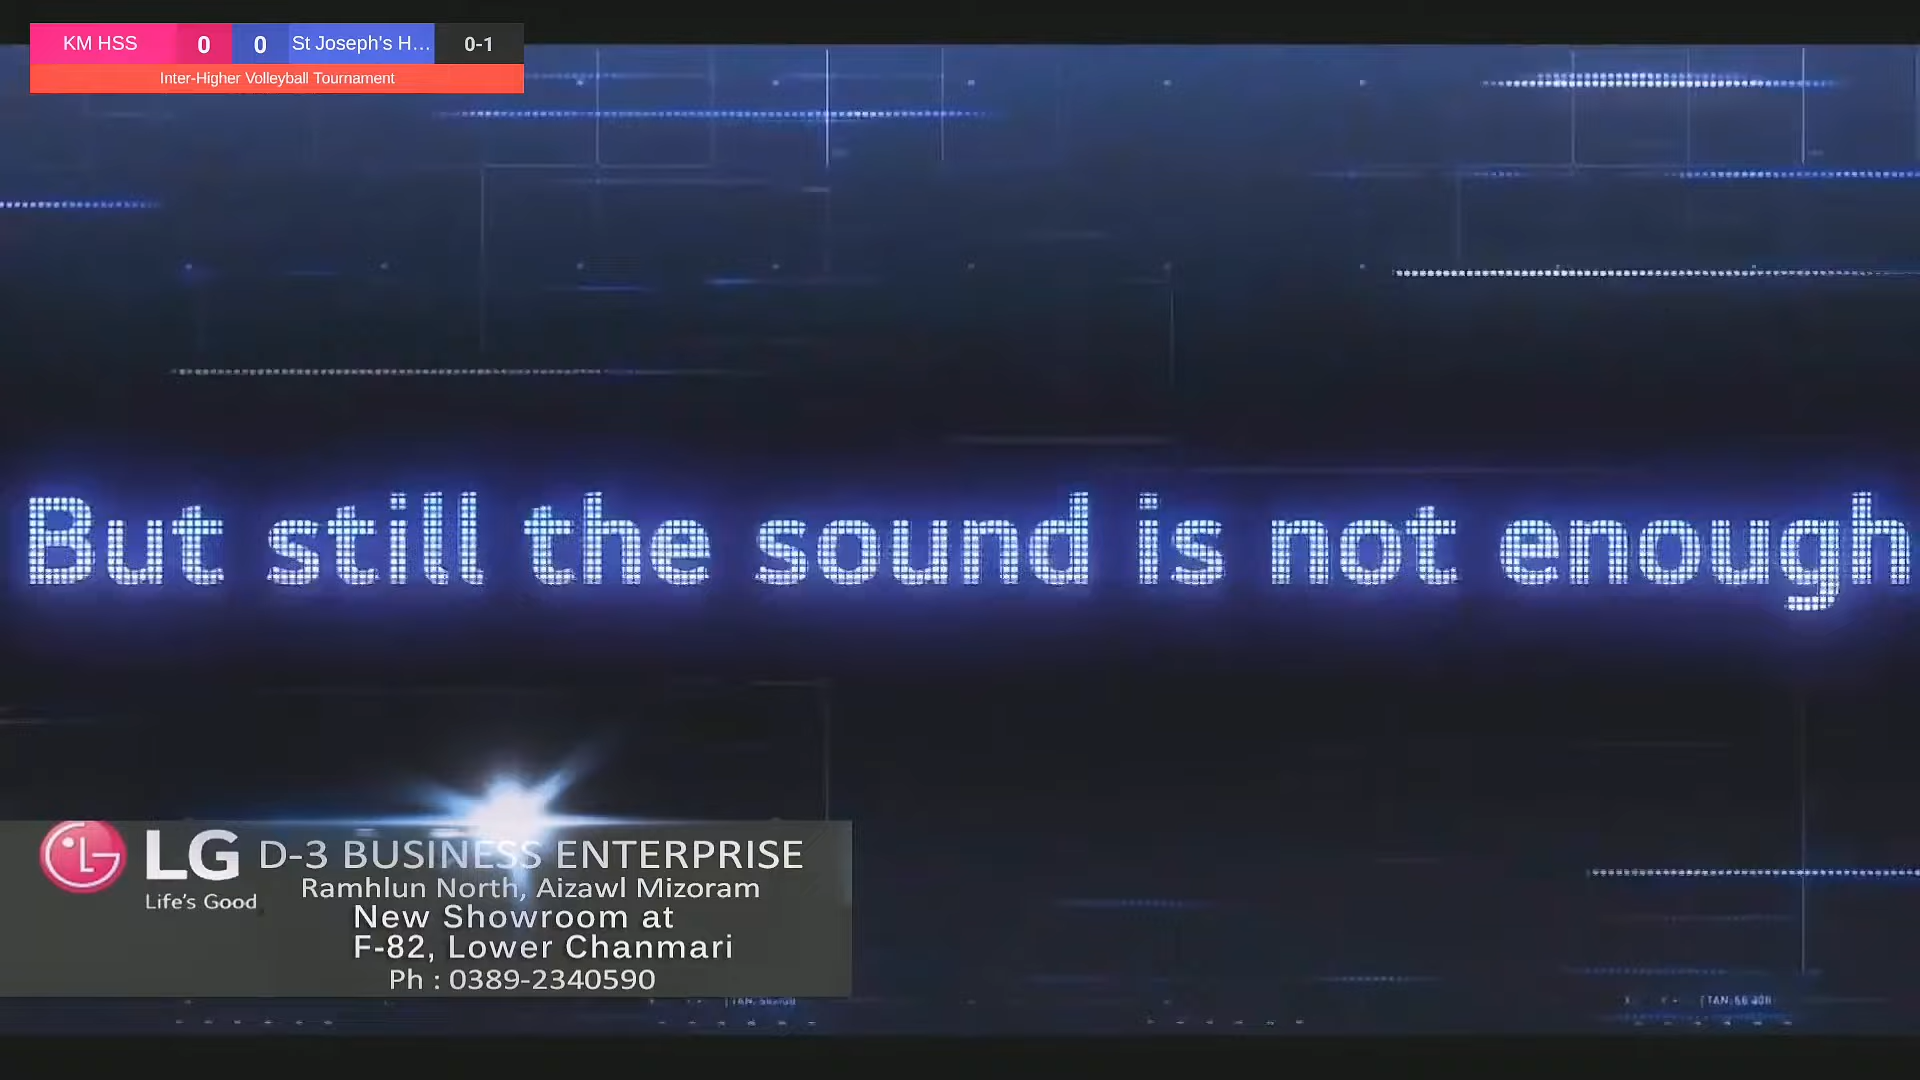 KM HSS 0 0 St Joseph's H... 0-1
Inter-Higher Volleyball Tournament
But still the sound is not enough
LG D-3 BUSINESS ENTERPRISE
Life's Good Ramhlun North, Aizawl Mizoram
New Showroom at
F-82, Lower Chanmari
Ph : 0389-2340590